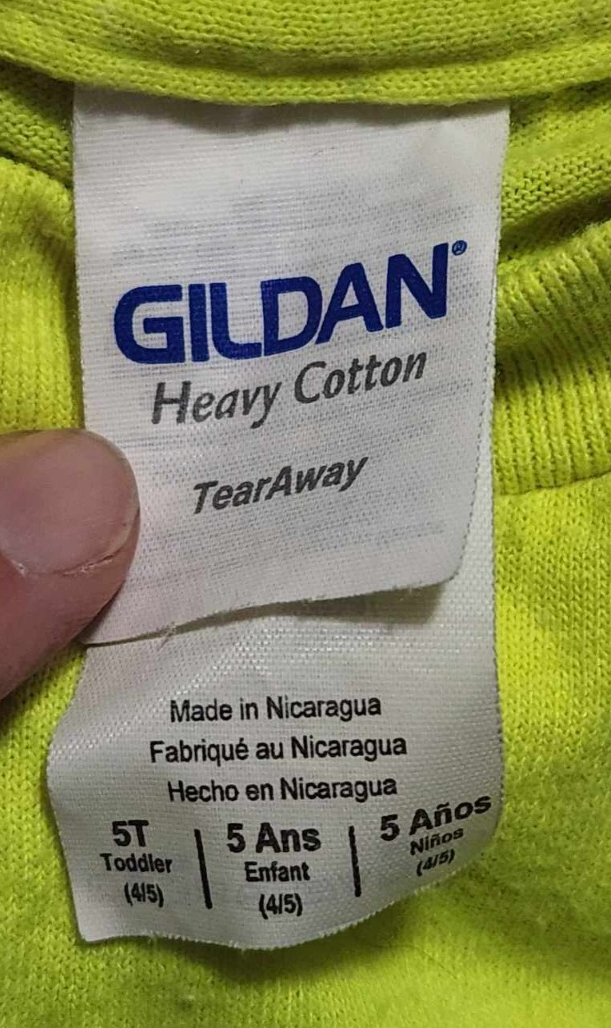 GILDAN®
Heavy Cotton
TearAway
Made in Nicaragua
Fabriqué au Nicaragua
Hecho en Nicaragua
5T | 5 Ans | 5 Años
Toddler | Enfant | Niños
(4/5) | (4/5) | (4/5)